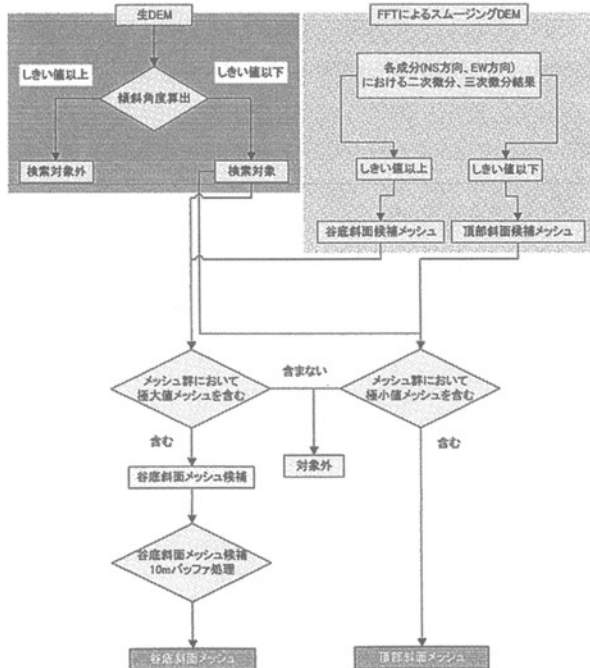 生DEM
FFTによるスムージングDEM
しきい値以上
しきい値以下
傾斜角度算出
各成分(NS方向、EW方向)
における二次微分、三次微分結果
検索対象外
検索対象
しきい値以上
しきい値以下
谷底斜面候補メッシュ
頂部斜面候補メッシュ
メッシュ群において
極大値メッシュを含む
含まない
メッシュ群において
極小値メッシュを含む
含む
対象外
含む
谷底斜面メッシュ候補
谷底斜面メッシュ候補
10mバッファ処理
谷底斜面メッシュ
頂部斜面メッシュ